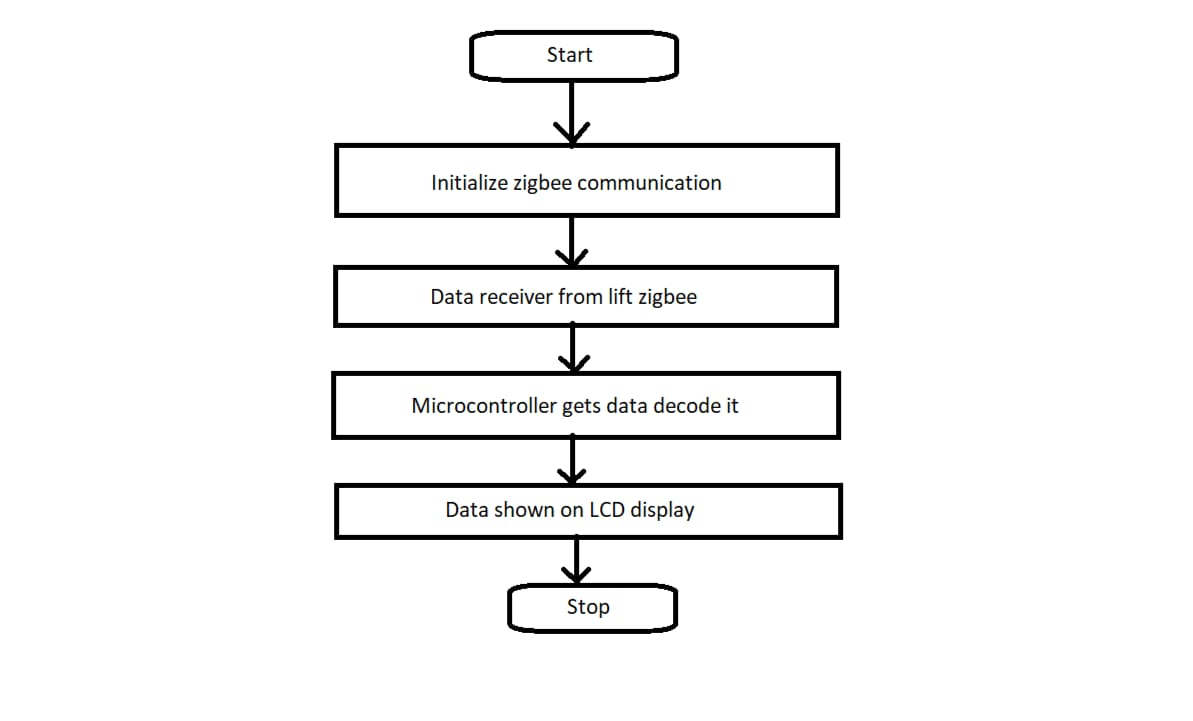 Start
Initialize zigbee communication
Data receiver from lift zigbee
Microcontroller gets data decode it
Data shown on LCD display
Stop